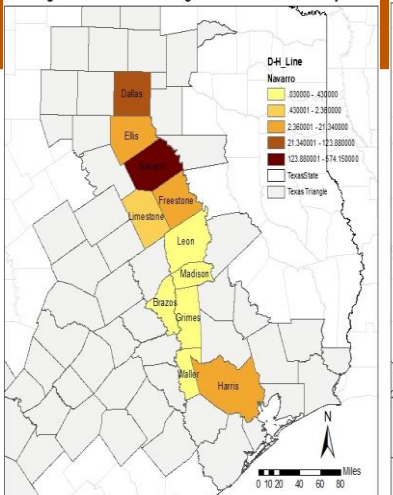 D-H_Line
Navarro
.030000 - .430000
.430001 - 2.360000
2.360001 - 21.340000
21.340001 - 123.880000
123.880001 - 574.150000
TexasState
Texas Triangle
Dallas
Ellis
Navarro
Freestone
Limestone
Leon
Madison
Brazos
Grimes
Waller
Harris
N
Miles
0 10 20 40 60 80